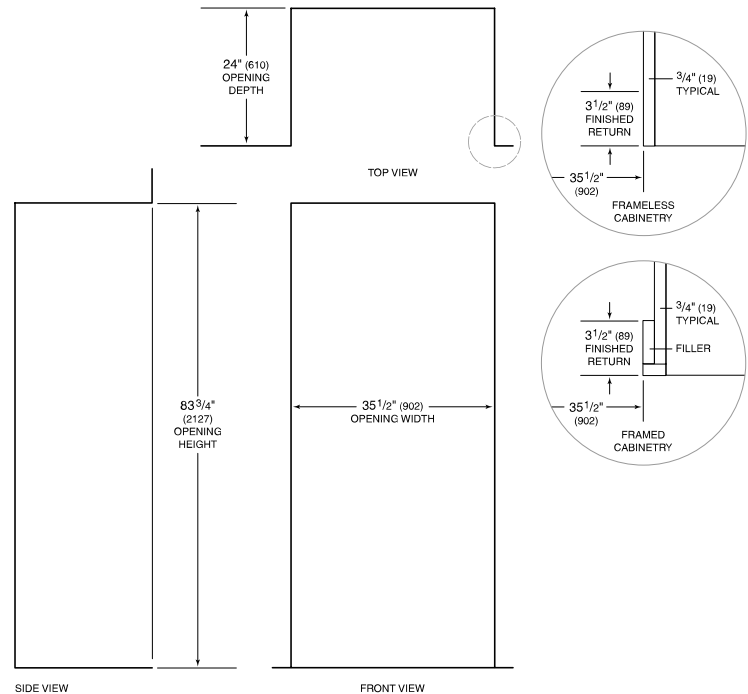 24" (610)
OPENING
DEPTH
TOP VIEW
3/4" (19)
TYPICAL
3 1/2" (89)
FINISHED
RETURN
35 1/2"
(902)
FRAMELESS
CABINETRY
3/4" (19)
TYPICAL
3 1/2" (89)
FINISHED
RETURN
FILLER
35 1/2"
(902)
FRAMED
CABINETRY
83 3/4"
(2127)
OPENING
HEIGHT
35 1/2" (902)
OPENING WIDTH
SIDE VIEW
FRONT VIEW